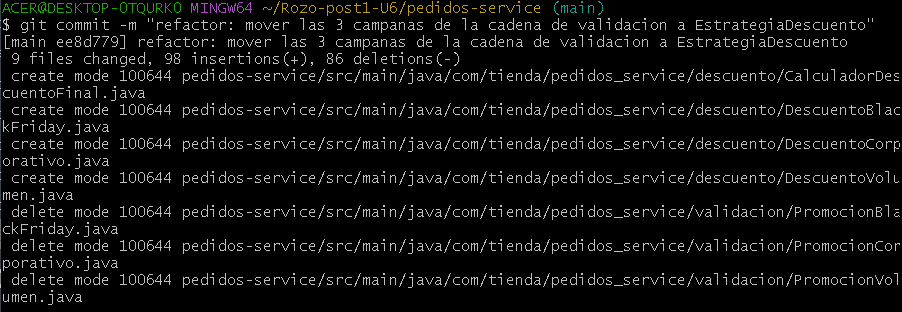 ACER@DESKTOP-OTQURKO MINGW64 ~/Rozo-post1-U6/pedidos-service (main)
$ git commit -m "refactor: mover las 3 campanas de la cadena de validacion a EstrategiaDescuento"
[main ee8d779] refactor: mover las 3 campanas de la cadena de validacion a EstrategiaDescuento
 9 files changed, 98 insertions(+), 86 deletions(-)
 create mode 100644 pedidos-service/src/main/java/com/tienda/pedidos_service/descuento/CalculadorDes
cuentoFinal.java
 create mode 100644 pedidos-service/src/main/java/com/tienda/pedidos_service/descuento/DescuentoBlac
kFriday.java
 create mode 100644 pedidos-service/src/main/java/com/tienda/pedidos_service/descuento/DescuentoCorp
orativo.java
 create mode 100644 pedidos-service/src/main/java/com/tienda/pedidos_service/descuento/DescuentoVolu
men.java
 delete mode 100644 pedidos-service/src/main/java/com/tienda/pedidos_service/validacion/PromocionBla
ckFriday.java
 delete mode 100644 pedidos-service/src/main/java/com/tienda/pedidos_service/validacion/PromocionCor
porativo.java
 delete mode 100644 pedidos-service/src/main/java/com/tienda/pedidos_service/validacion/PromocionVol
umen.java